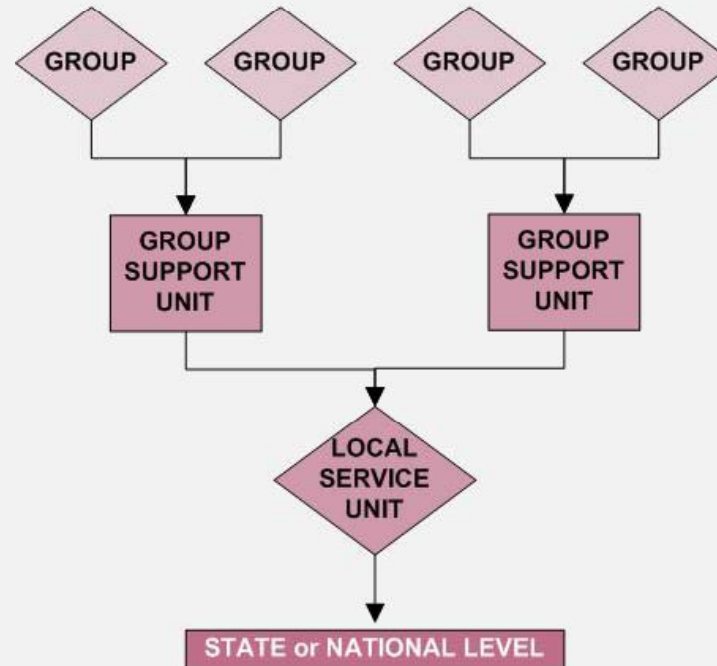 GROUP
GROUP
GROUP
GROUP
GROUP
SUPPORT
UNIT
GROUP
SUPPORT
UNIT
LOCAL
SERVICE
UNIT
STATE or NATIONAL LEVEL